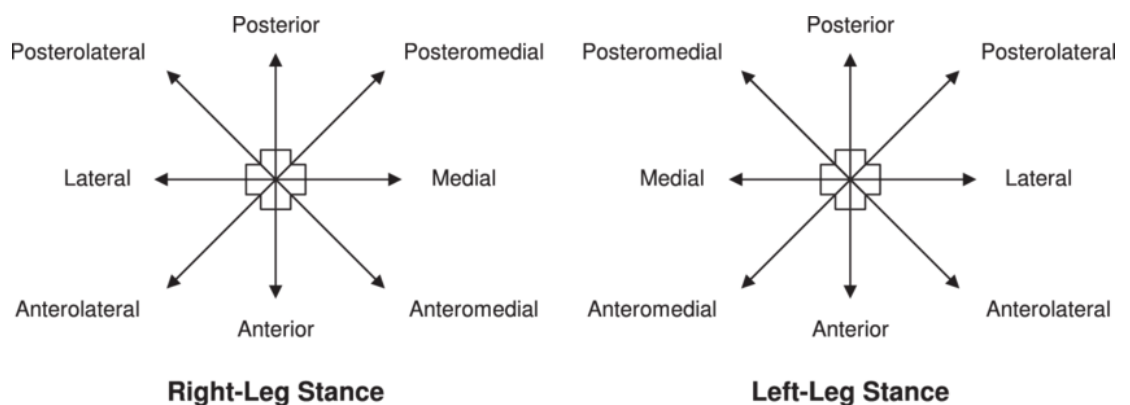 Posterior
Posterolateral
Posteromedial
Lateral
Medial
Anterolateral
Anteromedial
Anterior
Right-Leg Stance
Posterior
Posteromedial
Posterolateral
Medial
Lateral
Anteromedial
Anterolateral
Anterior
Left-Leg Stance